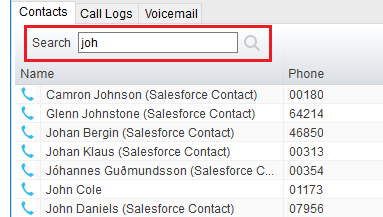 Contacts Call Logs Voicemail
Search joh
Name Phone
Camron Johnson (Salesforce Contact) 00180
Glenn Johnstone (Salesforce Contact) 64214
Johan Bergin (Salesforce Contact) 46850
Johan Klaus (Salesforce Contact) 00313
Jóhannes Guðmundsson (Salesforce C... 00354
John Cole 01173
John Daniels (Salesforce Contact) 07956